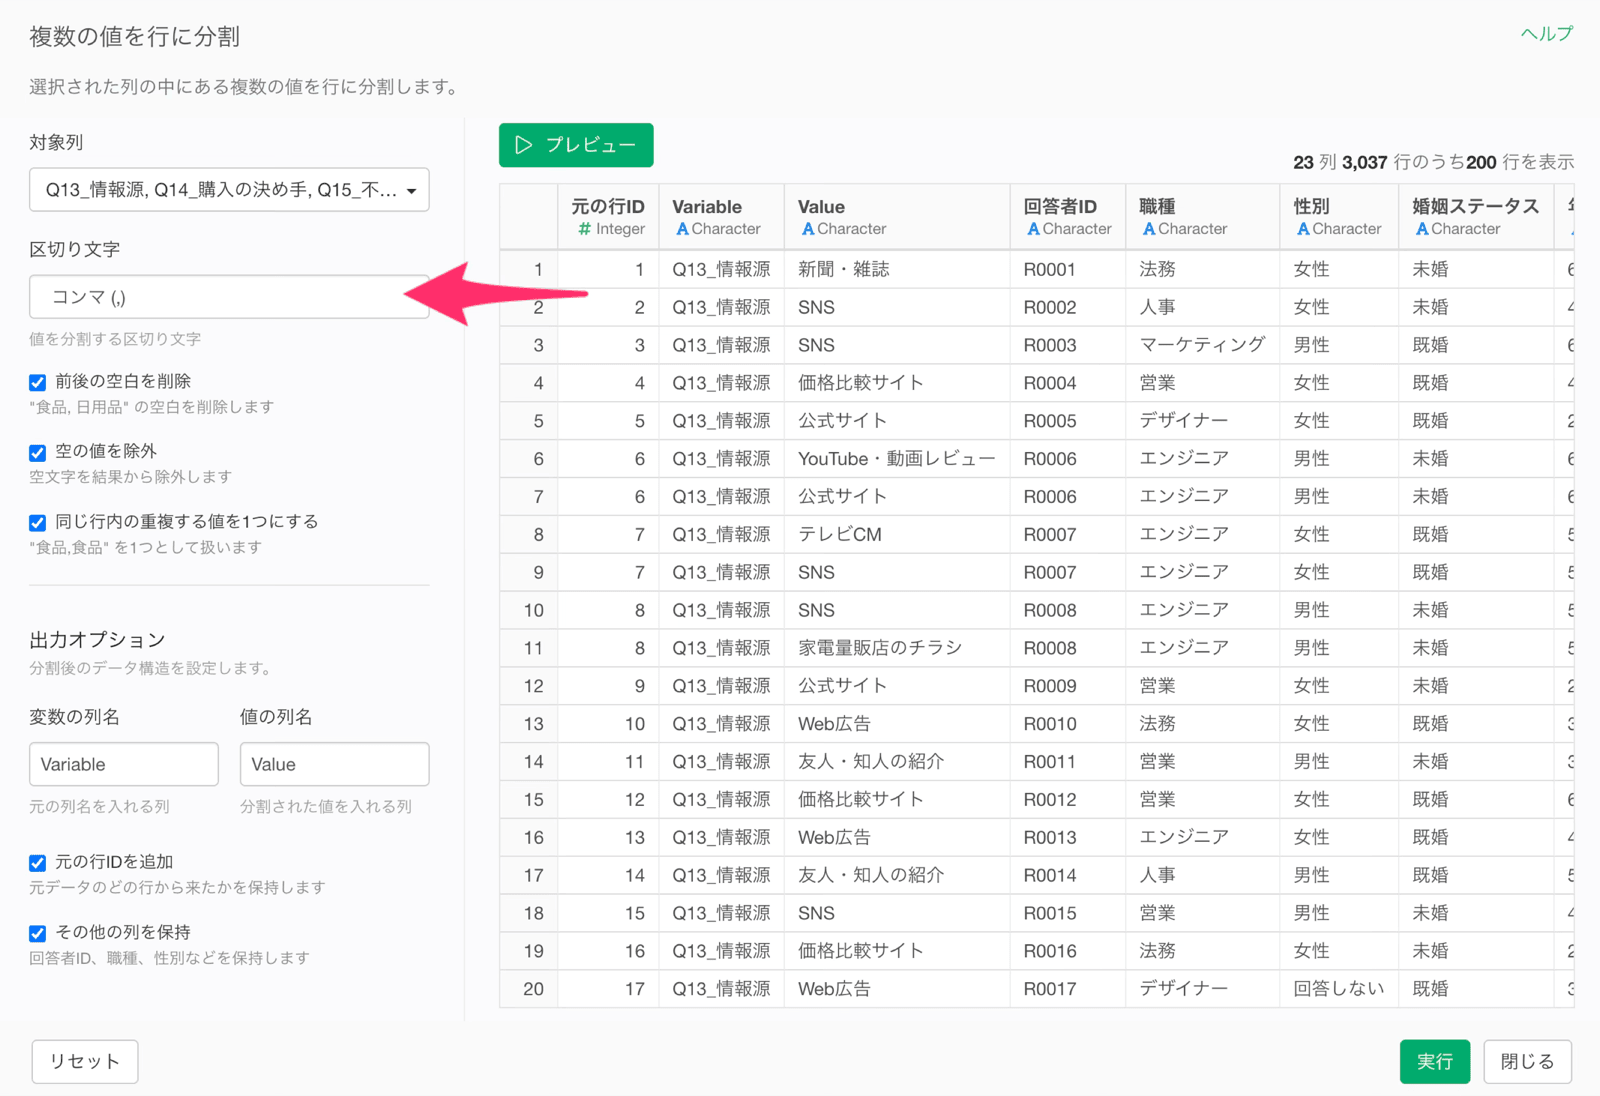 複数の値を行に分割
ヘルプ
選択された列の中にある複数の値を行に分割します。
対象列
Q13_情報源, Q14_購入の決め手, Q15_不...
区切り文字
コンマ (,)
値を分割する区切り文字
前後の空白を削除
"食品, 日用品" の空白を削除します
空の値を除外
空文字を結果から除外します
同じ行内の重複する値を1つにする
"食品,食品" を1つとして扱います
出力オプション
分割後のデータ構造を設定します。
変数の列名 値の列名
Variable Value
元の列名を入れる列 分割された値を入れる列
元の行IDを追加
元データのどの行から来たかを保持します
その他の列を保持
回答者ID、職種、性別などを保持します
プレビュー
23 列 3,037 行のうち200 行を表示
元の行ID Variable Value 回答者ID 職種 性別 婚姻ステータス
# Integer A Character A Character A Character A Character A Character A Character
1 1 Q13_情報源 新聞・雑誌 R0001 法務 女性 未婚 6
2 2 Q13_情報源 SNS R0002 人事 女性 未婚 4
3 3 Q13_情報源 SNS R0003 マーケティング 男性 既婚 6
4 4 Q13_情報源 価格比較サイト R0004 営業 女性 既婚 4
5 5 Q13_情報源 公式サイト R0005 デザイナー 女性 既婚 2
6 6 Q13_情報源 YouTube・動画レビュー R0006 エンジニア 男性 未婚 6
7 6 Q13_情報源 公式サイト R0006 エンジニア 男性 未婚 6
8 7 Q13_情報源 テレビCM R0007 エンジニア 女性 既婚 5
9 7 Q13_情報源 SNS R0007 エンジニア 女性 既婚 5
10 8 Q13_情報源 SNS R0008 エンジニア 男性 未婚 5
11 8 Q13_情報源 家電量販店のチラシ R0008 エンジニア 男性 未婚 5
12 9 Q13_情報源 公式サイト R0009 営業 女性 未婚 2
13 10 Q13_情報源 Web広告 R0010 法務 女性 既婚 3
14 11 Q13_情報源 友人・知人の紹介 R0011 営業 男性 未婚 3
15 12 Q13_情報源 価格比較サイト R0012 営業 女性 既婚 6
16 13 Q13_情報源 Web広告 R0013 エンジニア 女性 既婚 4
17 14 Q13_情報源 友人・知人の紹介 R0014 人事 男性 既婚 5
18 15 Q13_情報源 SNS R0015 営業 男性 未婚 4
19 16 Q13_情報源 価格比較サイト R0016 法務 女性 未婚 2
20 17 Q13_情報源 Web広告 R0017 デザイナー 回答しない 既婚 3
リセット
実行 閉じる